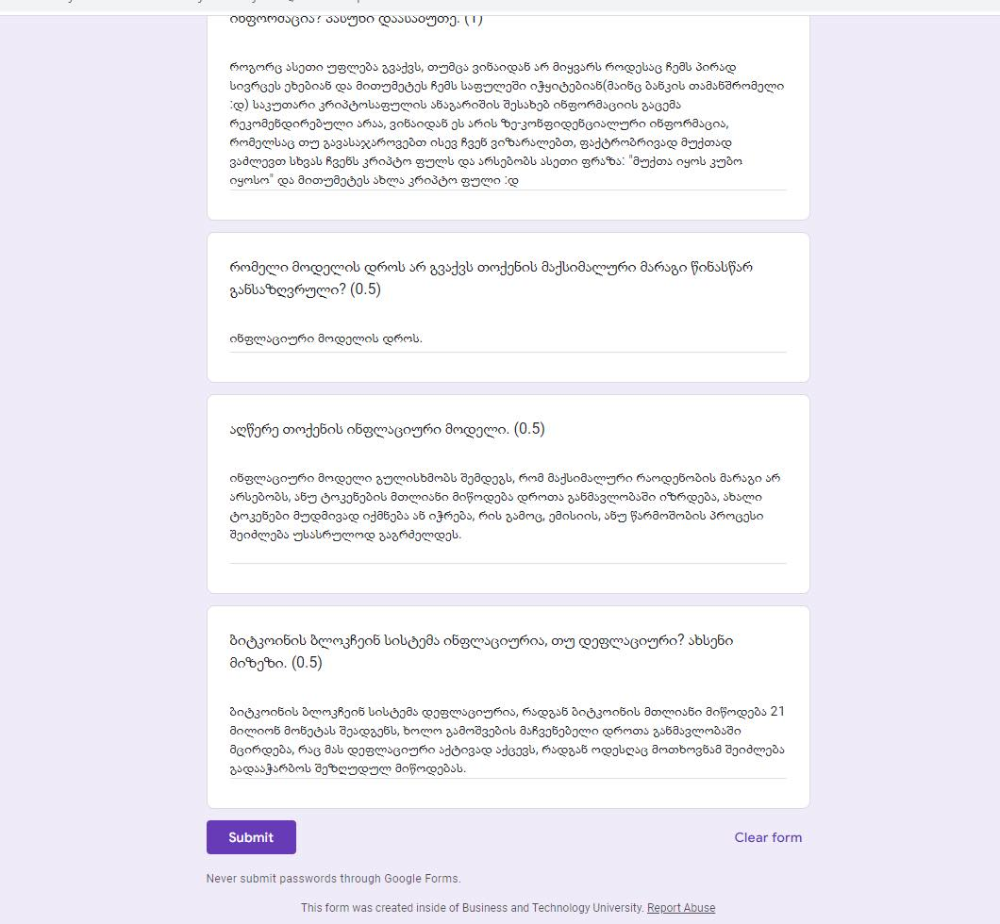 ინფორმაცია? პასუხი დაასაბუთე. (1)
როგორც ასეთი უფლება გვაქვს, თუმცა ვინაიდან არ მიყვარს როდესაც ჩემს პირად
სივრცეს ეხებიან და მითუმეტეს ჩემს საფულეში იჭყიტებიან(მაინც ბანკის თამანშრომელი
:დ) საკუთარი კრიპტოსაფულის ანაგარიშის შესახებ ინფორმაციის გაცემა
რეკომენდირებული არაა, ვინაიდან ეს არის ზე-კონფიდენციალური ინფორმაცია,
რომელსაც თუ გავასაჯაროვებთ ისევ ჩვენ ვიზარალებთ, ფაქტრობრივად მუქთად
ვაძლევთ სხვას ჩვენს კრიპტო ფულს და არსებობს ასეთი ფრაზა: "მუქთა იყოს კუბო
იყოსო" და მითუმეტეს ახლა კრიპტო ფული :დ
რომელი მოდელის დროს არ გვაქვს თოქენის მაქსიმალური მარაგი წინასწარ
განსაზღვრული? (0.5)
ინფლაციური მოდელის დროს.
აღწერე თოქენის ინფლაციური მოდელი. (0.5)
ინფლაციური მოდელი გულისხმობს შემდეგს, რომ მაქსიმალური რაოდენობის მარაგი არ
არსებობს, ანუ ტოკენების მთლიანი მიწოდება დროთა განმავლობაში იზრდება, ახალი
ტოკენები მუდმივად იქმნება ან იჭრება, რის გამოც, ემისიის, ანუ წარმოშობის პროცესი
შეიძლება უსასრულოდ გაგრძელდეს.
ბიტკოინის ბლოკჩეინ სისტემა ინფლაციურია, თუ დეფლაციური? ახსენი
მიზეზი. (0.5)
ბიტკოინის ბლოკჩეინ სისტემა დეფლაციურია, რადგან ბიტკოინის მთლიანი მიწოდება 21
მილიონ მონეტას შეადგენს, ხოლო გამოშვების მაჩვენებელი დროთა განმავლობაში
მცირდება, რაც მას დეფლაციური აქტივად აქცევს, რადგან ოდესღაც მოთხოვნამ შეიძლება
გადააჭარბოს შეზღუდულ მიწოდებას.
Submit
Clear form
Never submit passwords through Google Forms.
This form was created inside of Business and Technology University. Report Abuse